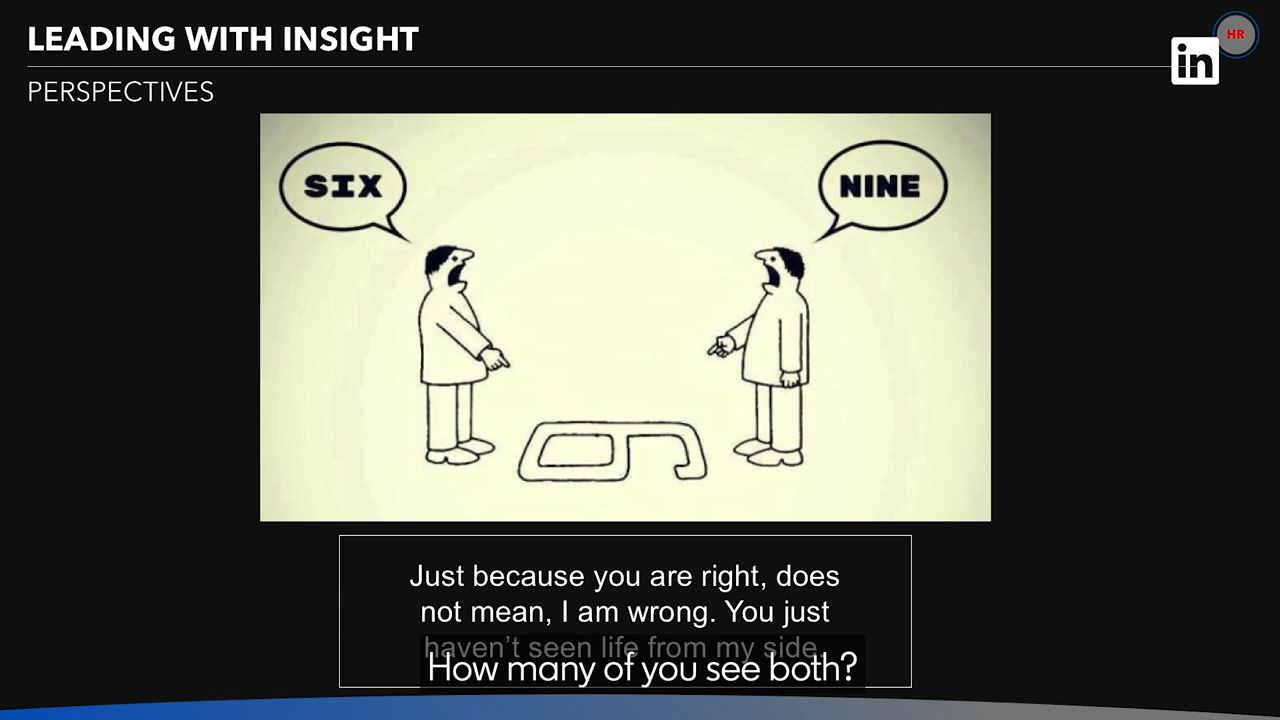 LEADING WITH INSIGHT
HR
in
PERSPECTIVES
SIX
NINE
Just because you are right, does
not mean, I am wrong. You just
haven't seen life from my side.
How many of you see both?